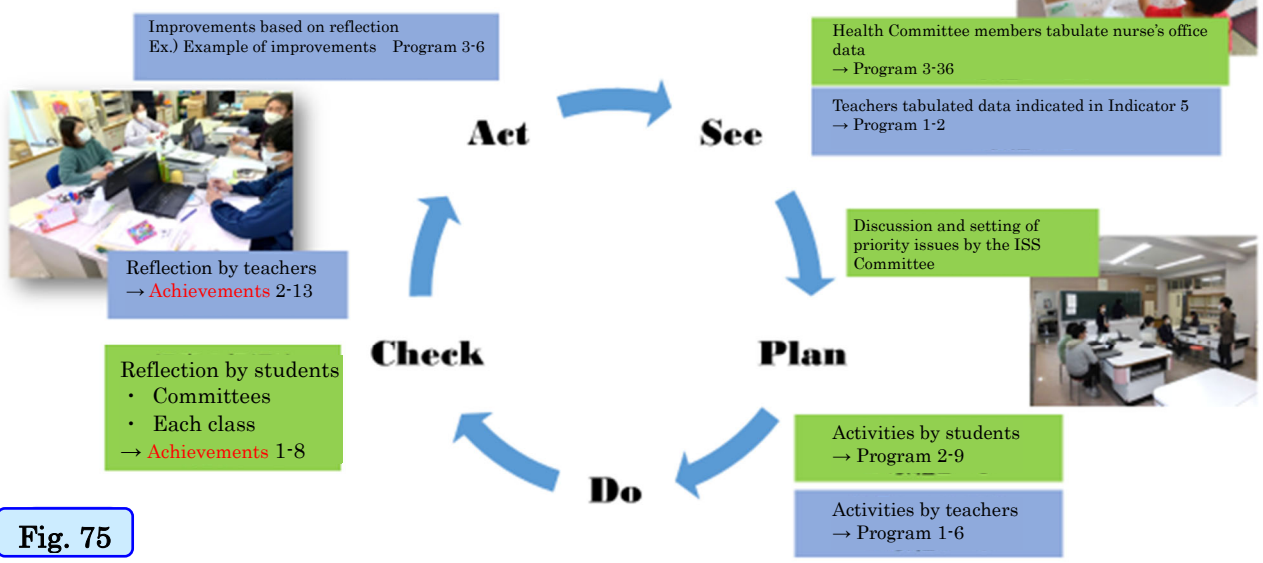 Improvements based on reflection
Ex.) Example of improvements Program 3-6
Health Committee members tabulate nurse's office
data
→ Program 3-36
Teachers tabulated data indicated in Indicator 5
→ Program 1-2
Act
See
Discussion and setting of
priority issues by the ISS
Committee
Reflection by teachers
→ Achievements 2-13
Check
Plan
Reflection by students
・ Committees
・ Each class
→ Achievements 1-8
Activities by students
→ Program 2-9
Do
Activities by teachers
→ Program 1-6
Fig. 75